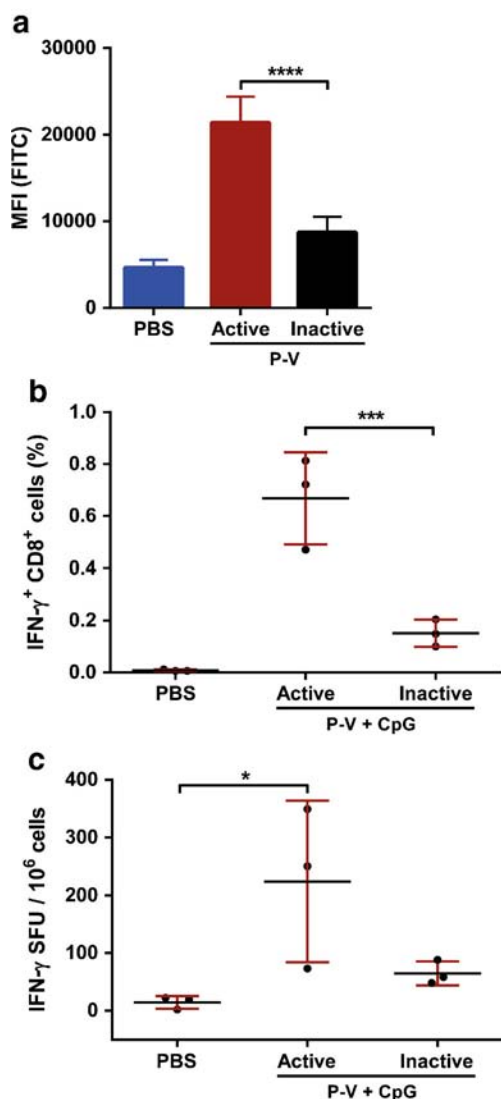 a
30000
****
20000
MFI (FITC)
10000
0
PBS Active Inactive
P-V
b
1.0
***
0.8
0.6
IFN-γ+ CD8+ cells (%)
0.4
0.2
0.0
PBS Active Inactive
P-V + CpG
c
400
*
300
IFN-γ SFU / 10⁶ cells
200
100
0
PBS Active Inactive
P-V + CpG